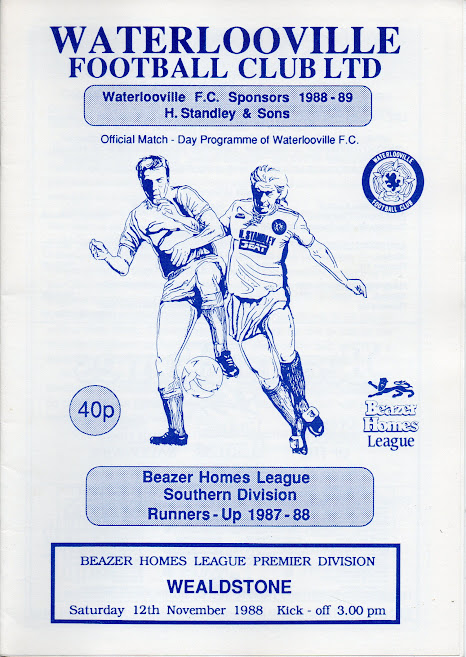 WATERLOOVILLE
FOOTBALL CLUB LTD
Waterlooville F.C. Sponsors 1988-89
H. Standley & Sons
Official Match - Day Programme of Waterlooville F.C.
WATERLOOVILLE
FOOTBALL CLUB
H. STANDLEY
SEAT
40p
Beazer
Homes
League
Beazer Homes League
Southern Division
Runners-Up 1987-88
BEAZER HOMES LEAGUE PREMIER DIVISION
WEALDSTONE
Saturday 12th November 1988 Kick - off 3.00 pm